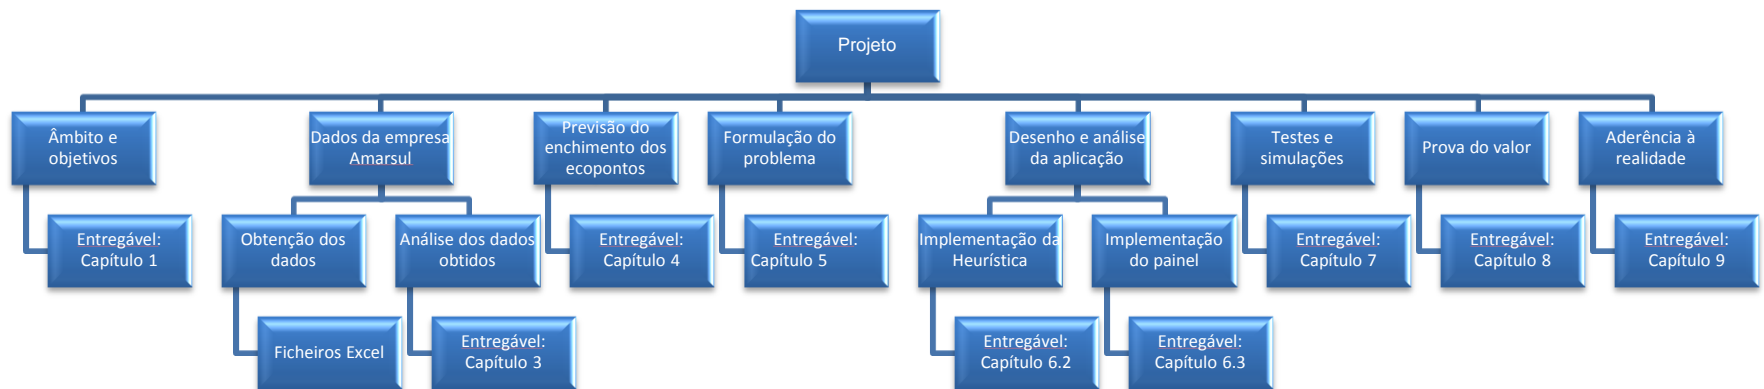 Projeto
Âmbito e
objetivos
Dados da empresa
Amarsul
Previsão do
enchimento dos
ecopontos
Formulação do
problema
Desenho e análise
da aplicação
Testes e
simulações
Prova do valor
Aderência à
realidade
Entregável:
Capítulo 1
Obtenção dos
dados
Análise dos dados
obtidos
Entregável:
Capítulo 4
Entregável:
Capítulo 5
Implementação da
Heurística
Implementação
do painel
Entregável:
Capítulo 7
Entregável:
Capítulo 8
Entregável:
Capítulo 9
Ficheiros Excel
Entregável:
Capítulo 3
Entregável:
Capítulo 6.2
Entregável:
Capítulo 6.3